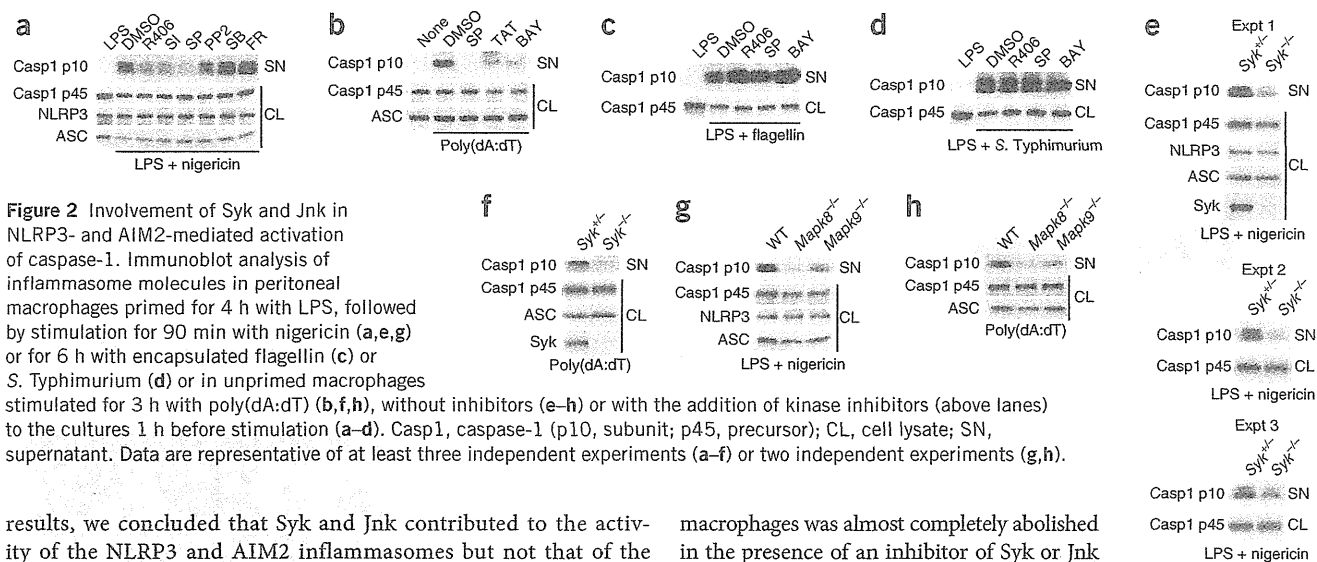 a
LPS DMSO R406 SI SP PP2 SB FR
Casp1 p10 SN
Casp1 p45
NLRP3 CL
ASC
LPS + nigericin
b
None DMSO SP TAT BAY
Casp1 p10 SN
Casp1 p45 CL
ASC
Poly(dA:dT)
c
LPS DMSO R406 SP BAY
Casp1 p10 SN
Casp1 p45 CL
LPS + flagellin
d
LPS DMSO R406 SP BAY
Casp1 p10 SN
Casp1 p45 CL
LPS + S. Typhimurium
e
Expt 1
Syk+/– Syk–/–
Casp1 p10 SN
Casp1 p45
NLRP3 CL
ASC
Syk
LPS + nigericin
Expt 2
Syk+/– Syk–/–
Casp1 p10 SN
Casp1 p45 CL
LPS + nigericin
Expt 3
Syk+/– Syk–/–
Casp1 p10 SN
Casp1 p45 CL
LPS + nigericin
f
Syk+/– Syk–/–
Casp1 p10 SN
Casp1 p45
ASC CL
Syk
Poly(dA:dT)
g
WT Mapk8–/– Mapk9–/–
Casp1 p10 SN
Casp1 p45
NLRP3 CL
ASC
LPS + nigericin
h
WT Mapk8–/– Mapk9–/–
Casp1 p10 SN
Casp1 p45 CL
ASC
Poly(dA:dT)
Figure 2 Involvement of Syk and Jnk in
NLRP3- and AIM2-mediated activation
of caspase-1. Immunoblot analysis of
inflammasome molecules in peritoneal
macrophages primed for 4 h with LPS, followed
by stimulation for 90 min with nigericin (a,e,g)
or for 6 h with encapsulated flagellin (c) or
S. Typhimurium (d) or in unprimed macrophages
stimulated for 3 h with poly(dA:dT) (b,f,h), without inhibitors (e–h) or with the addition of kinase inhibitors (above lanes)
to the cultures 1 h before stimulation (a–d). Casp1, caspase-1 (p10, subunit; p45, precursor); CL, cell lysate; SN,
supernatant. Data are representative of at least three independent experiments (a–f) or two independent experiments (g,h).
results, we concluded that Syk and Jnk contributed to the activ-
ity of the NLRP3 and AIM2 inflammasomes but not that of the
macrophages was almost completely abolished
in the presence of an inhibitor of Syk or Jnk